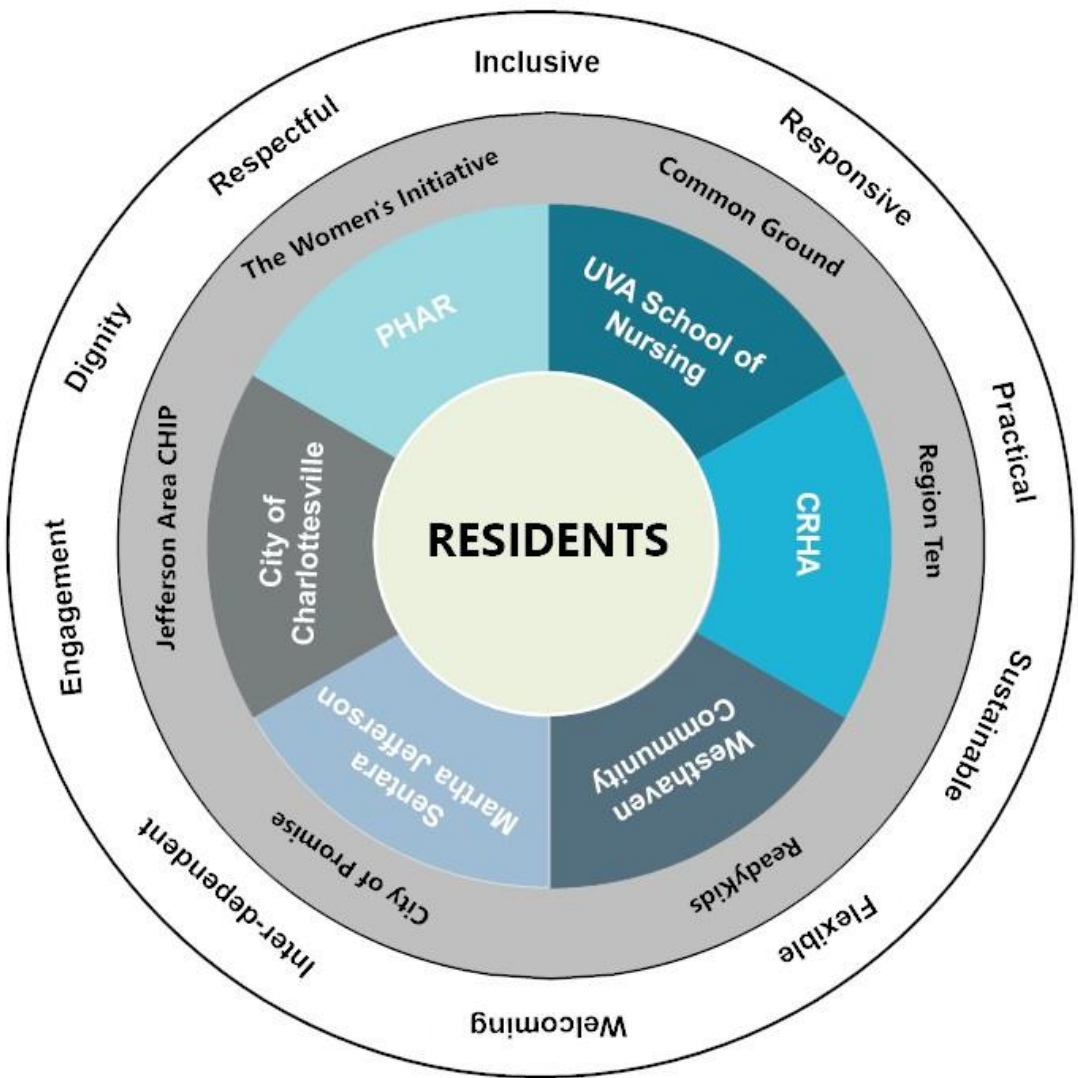 Inclusive
Responsive
Practical
Sustainable
Flexible
Welcoming
Inter-dependent
Engagement
Dignity
Respectful
The Women's Initiative
Common Ground
Region Ten
ReadyKids
City of Promise
Jefferson Area CHIP
PHAR
UVA School of
Nursing
CRHA
Westhaven
Community
Sentara
Martha Jefferson
City of
Charlottesville
RESIDENTS